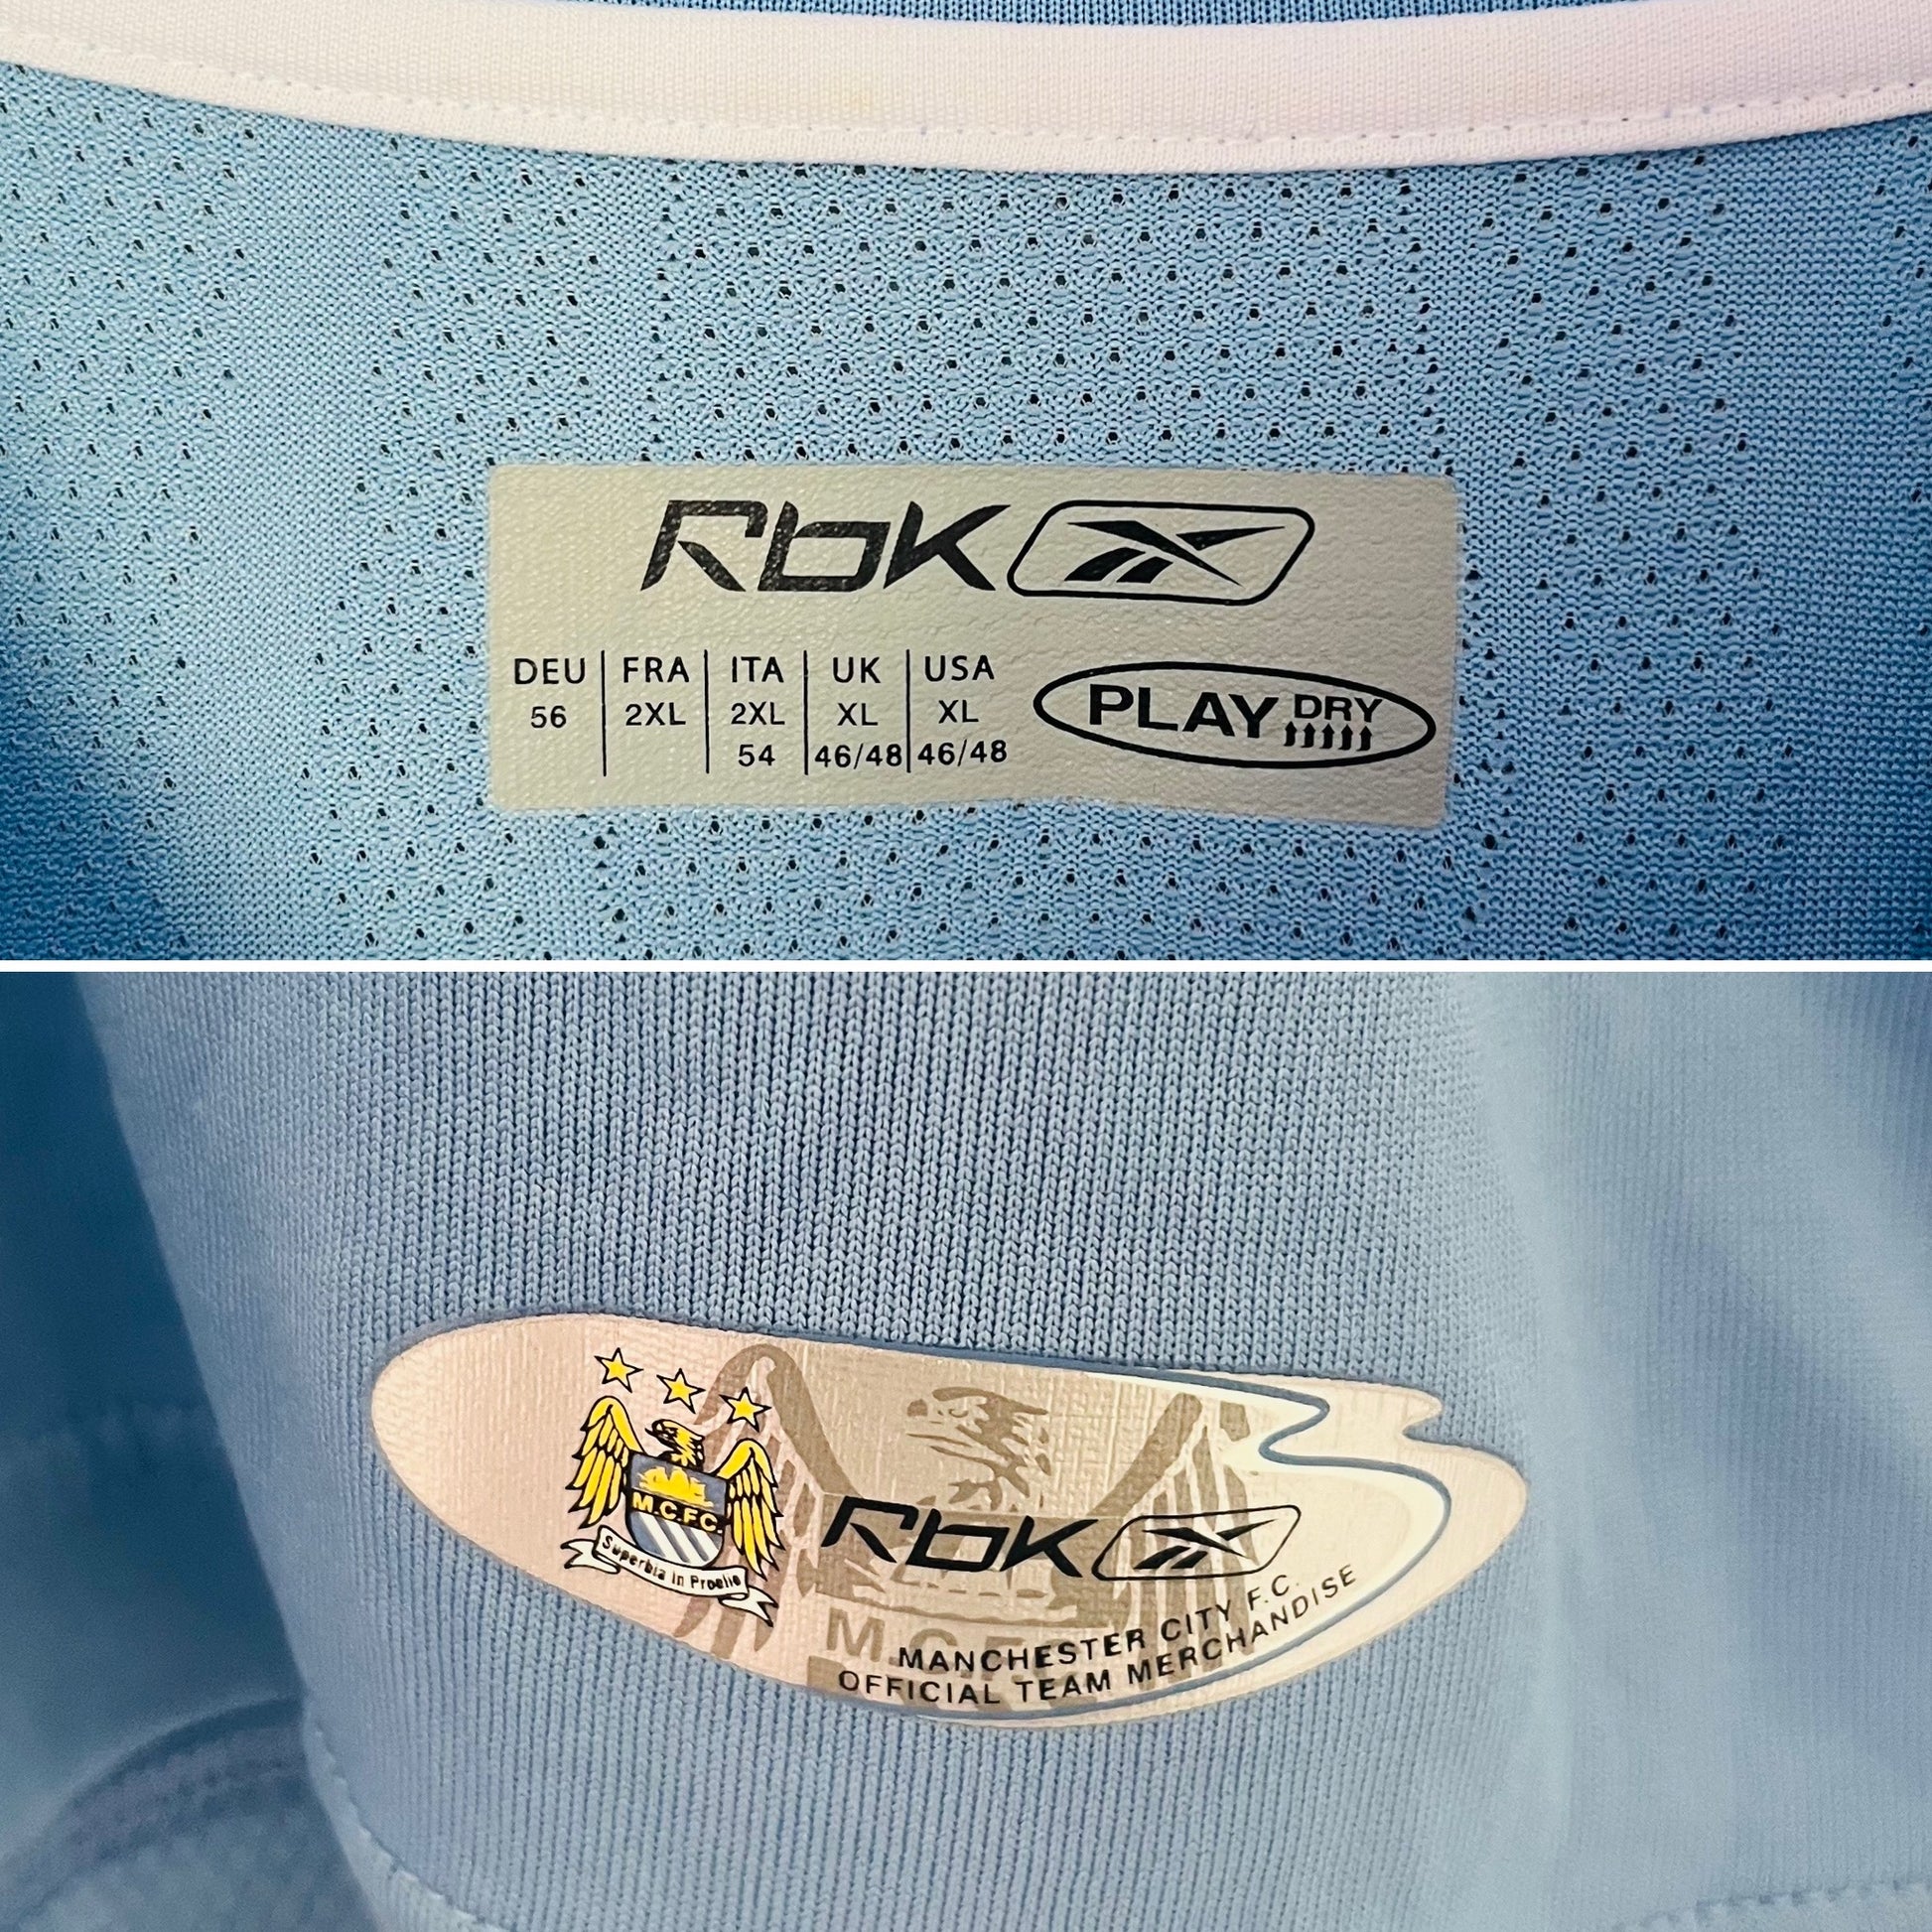 Rbk
DEU FRA ITA UK USA
56 2XL 2XL XL XL
54 46/48 46/48
PLAY DRY
M.C.F.C.
Superbia in Proelio
Rbk
M.C.F.C.
MANCHESTER CITY F.C.
OFFICIAL TEAM MERCHANDISE